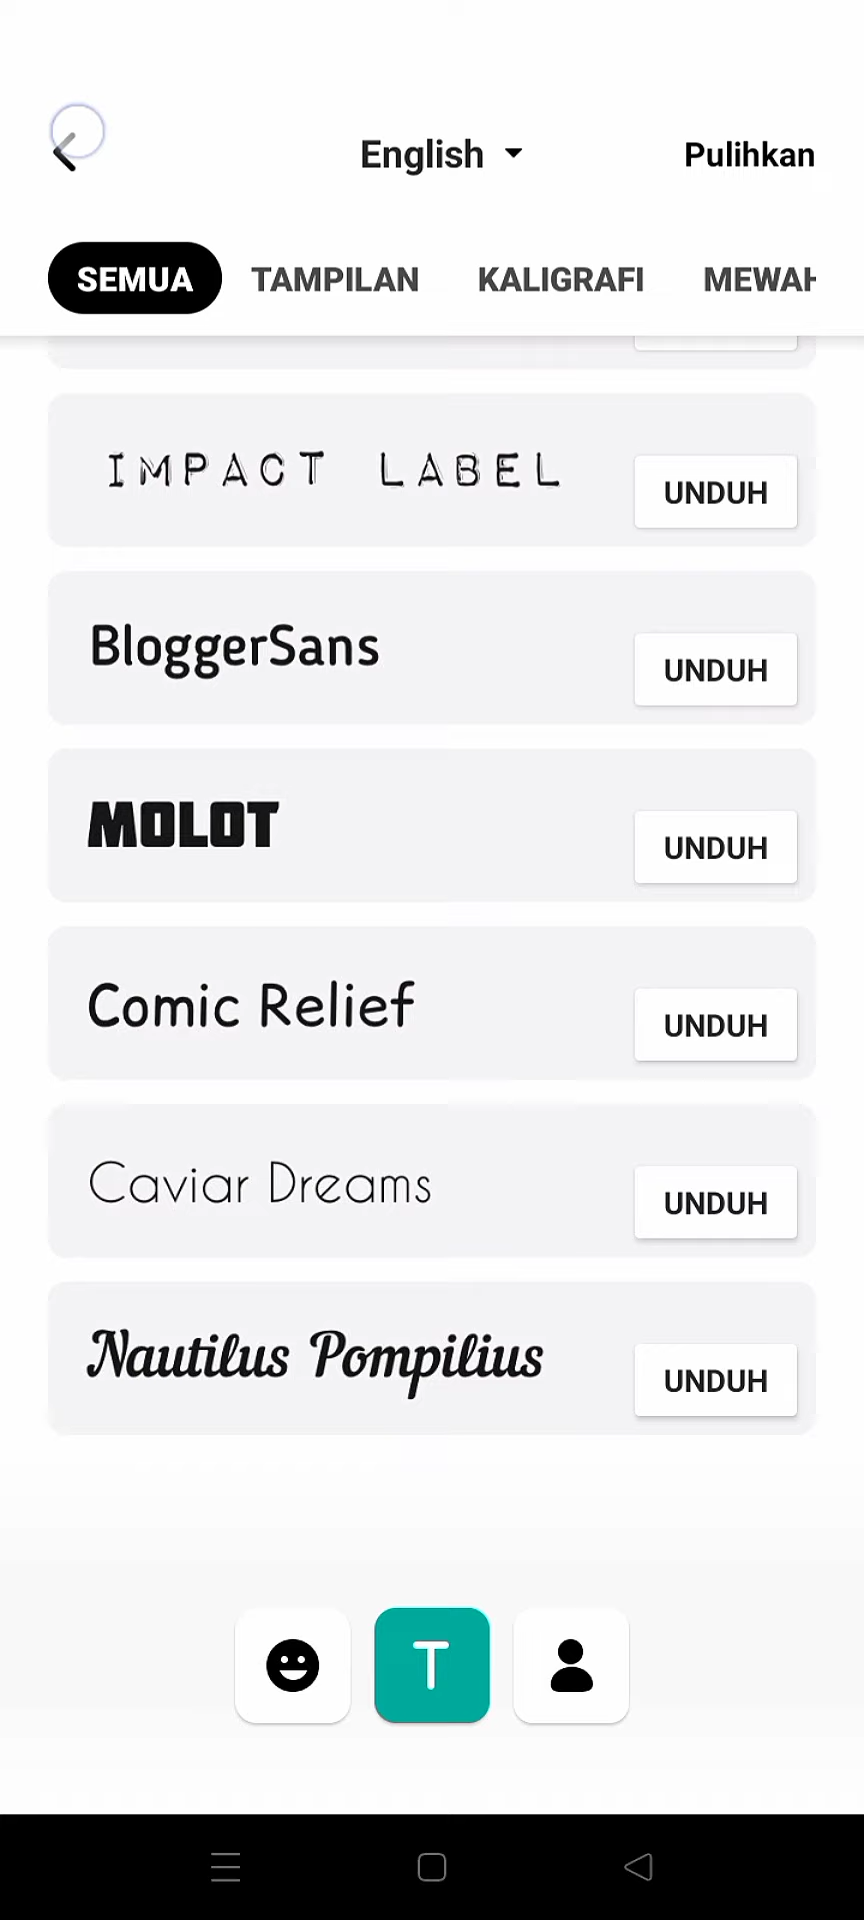 English
Pulihkan
SEMUA TAMPILAN KALIGRAFI MEWAH
IMPACT LABEL
UNDUH
BloggerSans
UNDUH
MOLOT
UNDUH
Comic Relief
UNDUH
Caviar Dreams
UNDUH
Nautilus Pompilius
UNDUH
T